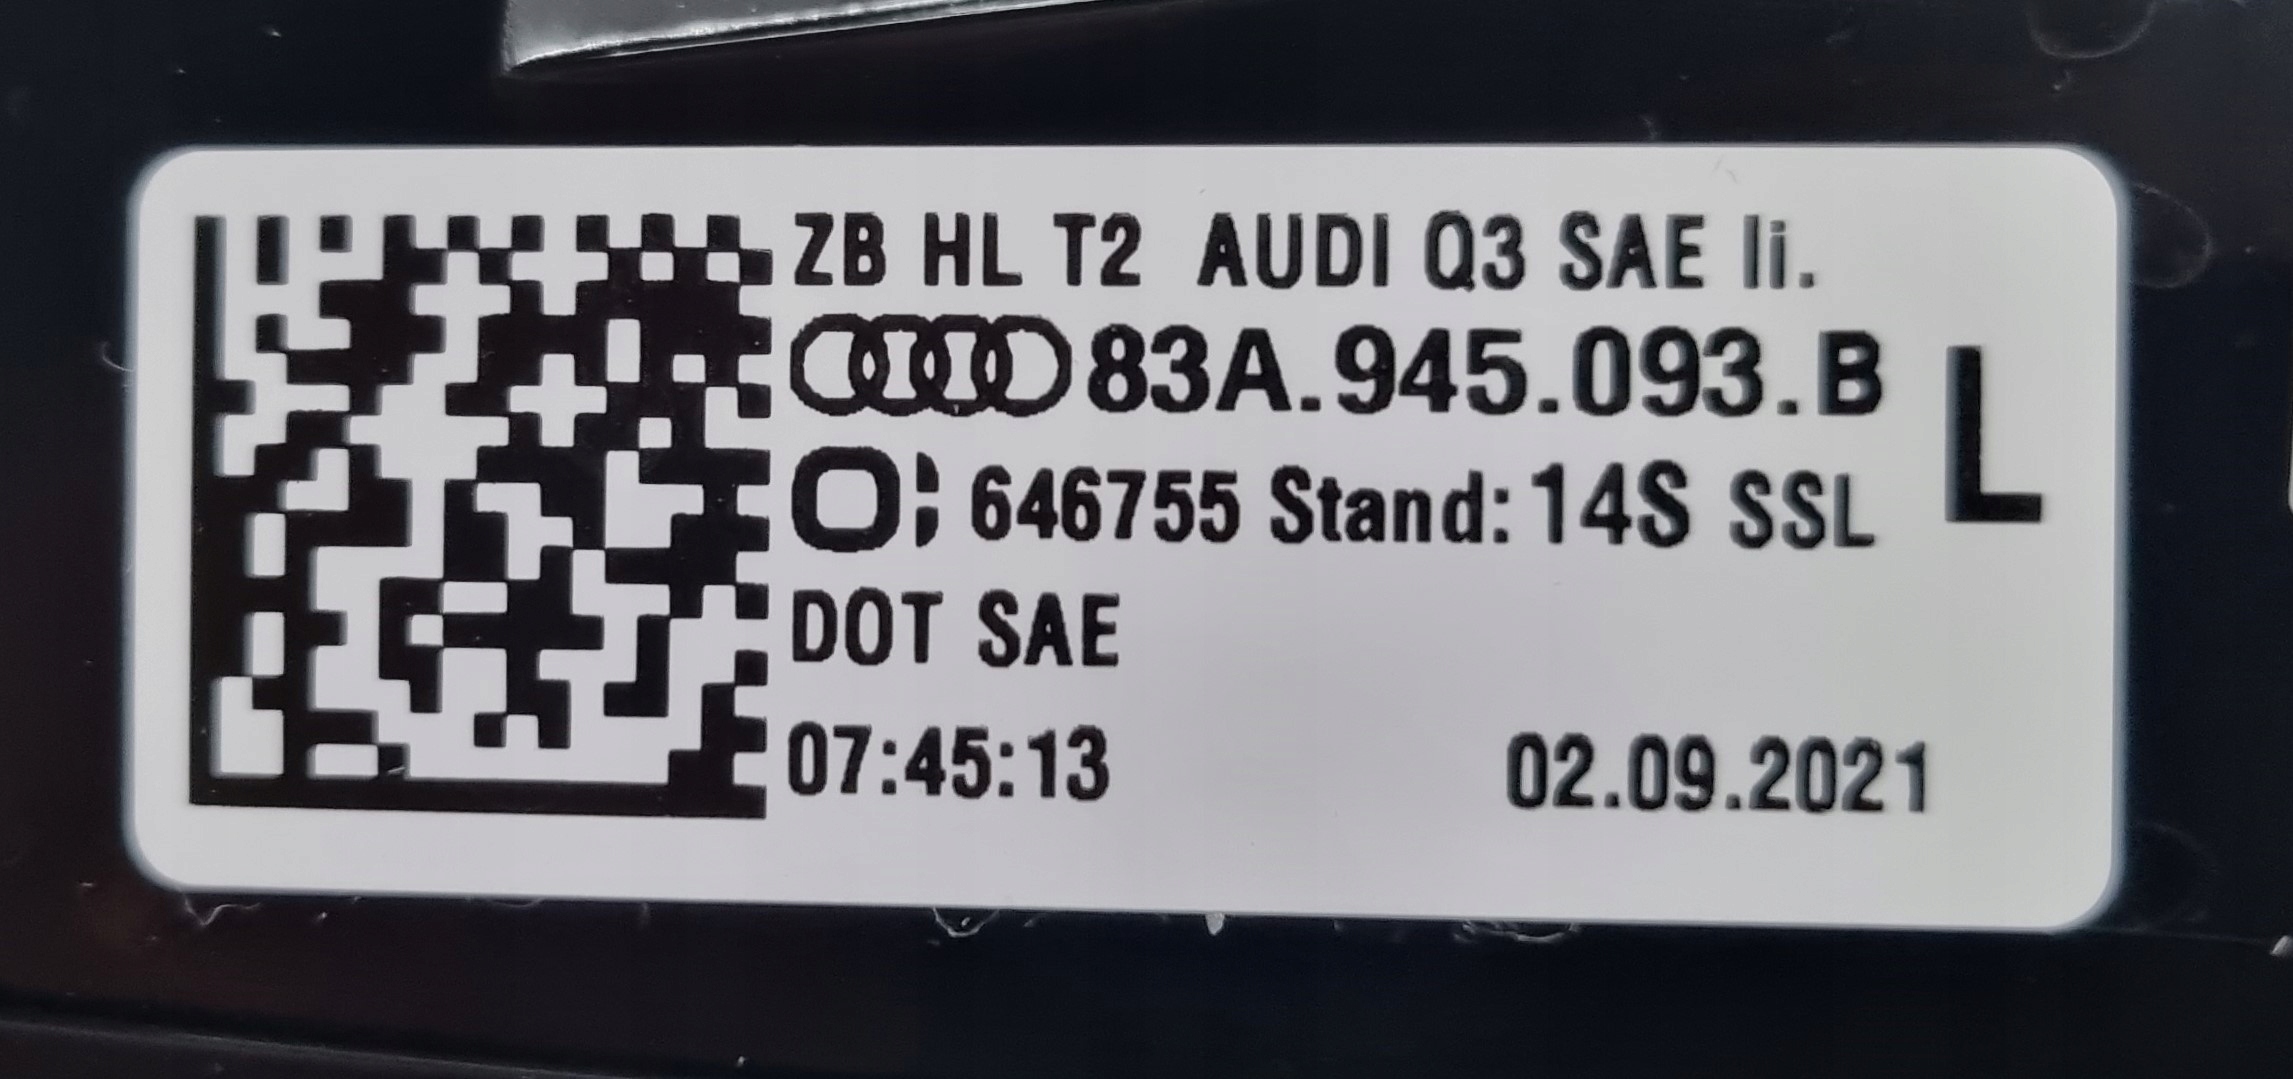 ZB HL T2 AUDI Q3 SAE li.
83A.945.093.B
L
O; 646755 Stand: 14S SSL
DOT SAE
07:45:13 02.09.2021